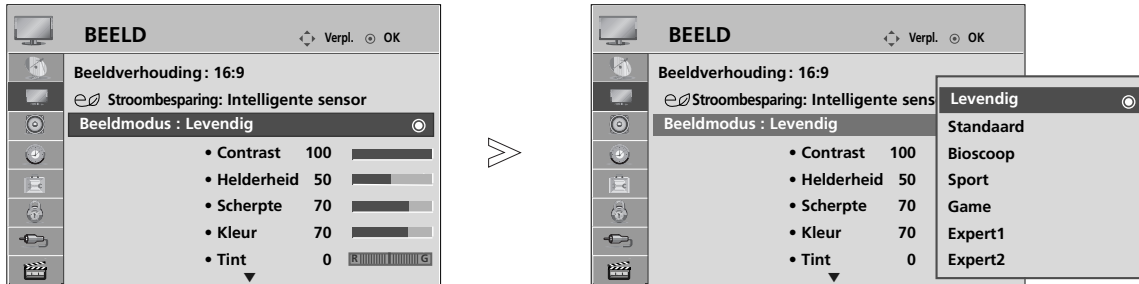 BEELD
Verpl. OK
Beeldverhouding : 16:9
Stroombesparing: Intelligente sensor
Beeldmodus : Levendig
• Contrast 100
• Helderheid 50
• Scherpte 70
• Kleur 70
• Tint 0 R G
BEELD
Verpl. OK
Beeldverhouding : 16:9
Stroombesparing: Intelligente sens
Beeldmodus : Levendig
• Contrast 100
• Helderheid 50
• Scherpte 70
• Kleur 70
• Tint 0
Levendig
Standaard
Bioscoop
Sport
Game
Expert1
Expert2